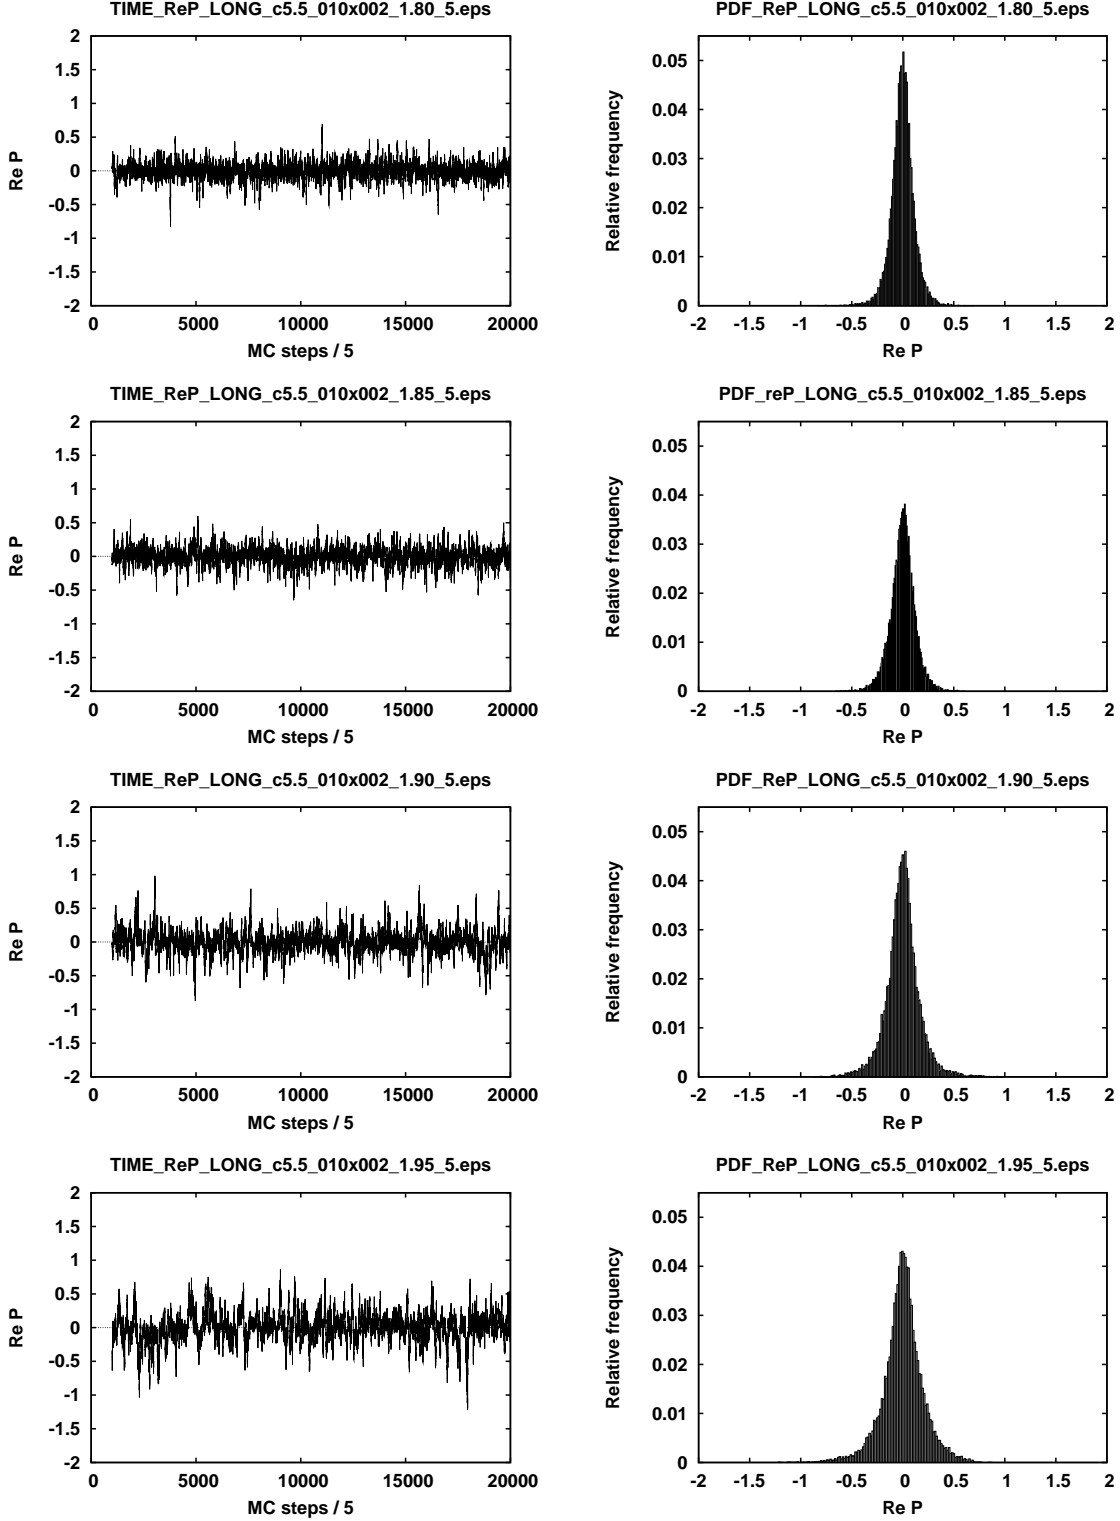 TIME_ReP_LONG_c5.5_010x002_1.80_5.eps
2
1.5
1
0.5
0
-0.5
-1
-1.5
-2
Re P
0 5000 10000 15000 20000
MC steps / 5
PDF_ReP_LONG_c5.5_010x002_1.80_5.eps
0.05
0.04
0.03
0.02
0.01
0
Relative frequency
-2 -1.5 -1 -0.5 0 0.5 1 1.5 2
Re P
TIME_ReP_LONG_c5.5_010x002_1.85_5.eps
2
1.5
1
0.5
0
-0.5
-1
-1.5
-2
Re P
0 5000 10000 15000 20000
MC steps / 5
PDF_reP_LONG_c5.5_010x002_1.85_5.eps
0.05
0.04
0.03
0.02
0.01
0
Relative frequency
-2 -1.5 -1 -0.5 0 0.5 1 1.5 2
Re P
TIME_ReP_LONG_c5.5_010x002_1.90_5.eps
2
1.5
1
0.5
0
-0.5
-1
-1.5
-2
Re P
0 5000 10000 15000 20000
MC steps / 5
PDF_ReP_LONG_c5.5_010x002_1.90_5.eps
0.05
0.04
0.03
0.02
0.01
0
Relative frequency
-2 -1.5 -1 -0.5 0 0.5 1 1.5 2
Re P
TIME_ReP_LONG_c5.5_010x002_1.95_5.eps
2
1.5
1
0.5
0
-0.5
-1
-1.5
-2
Re P
0 5000 10000 15000 20000
MC steps / 5
PDF_ReP_LONG_c5.5_010x002_1.95_5.eps
0.05
0.04
0.03
0.02
0.01
0
Relative frequency
-2 -1.5 -1 -0.5 0 0.5 1 1.5 2
Re P